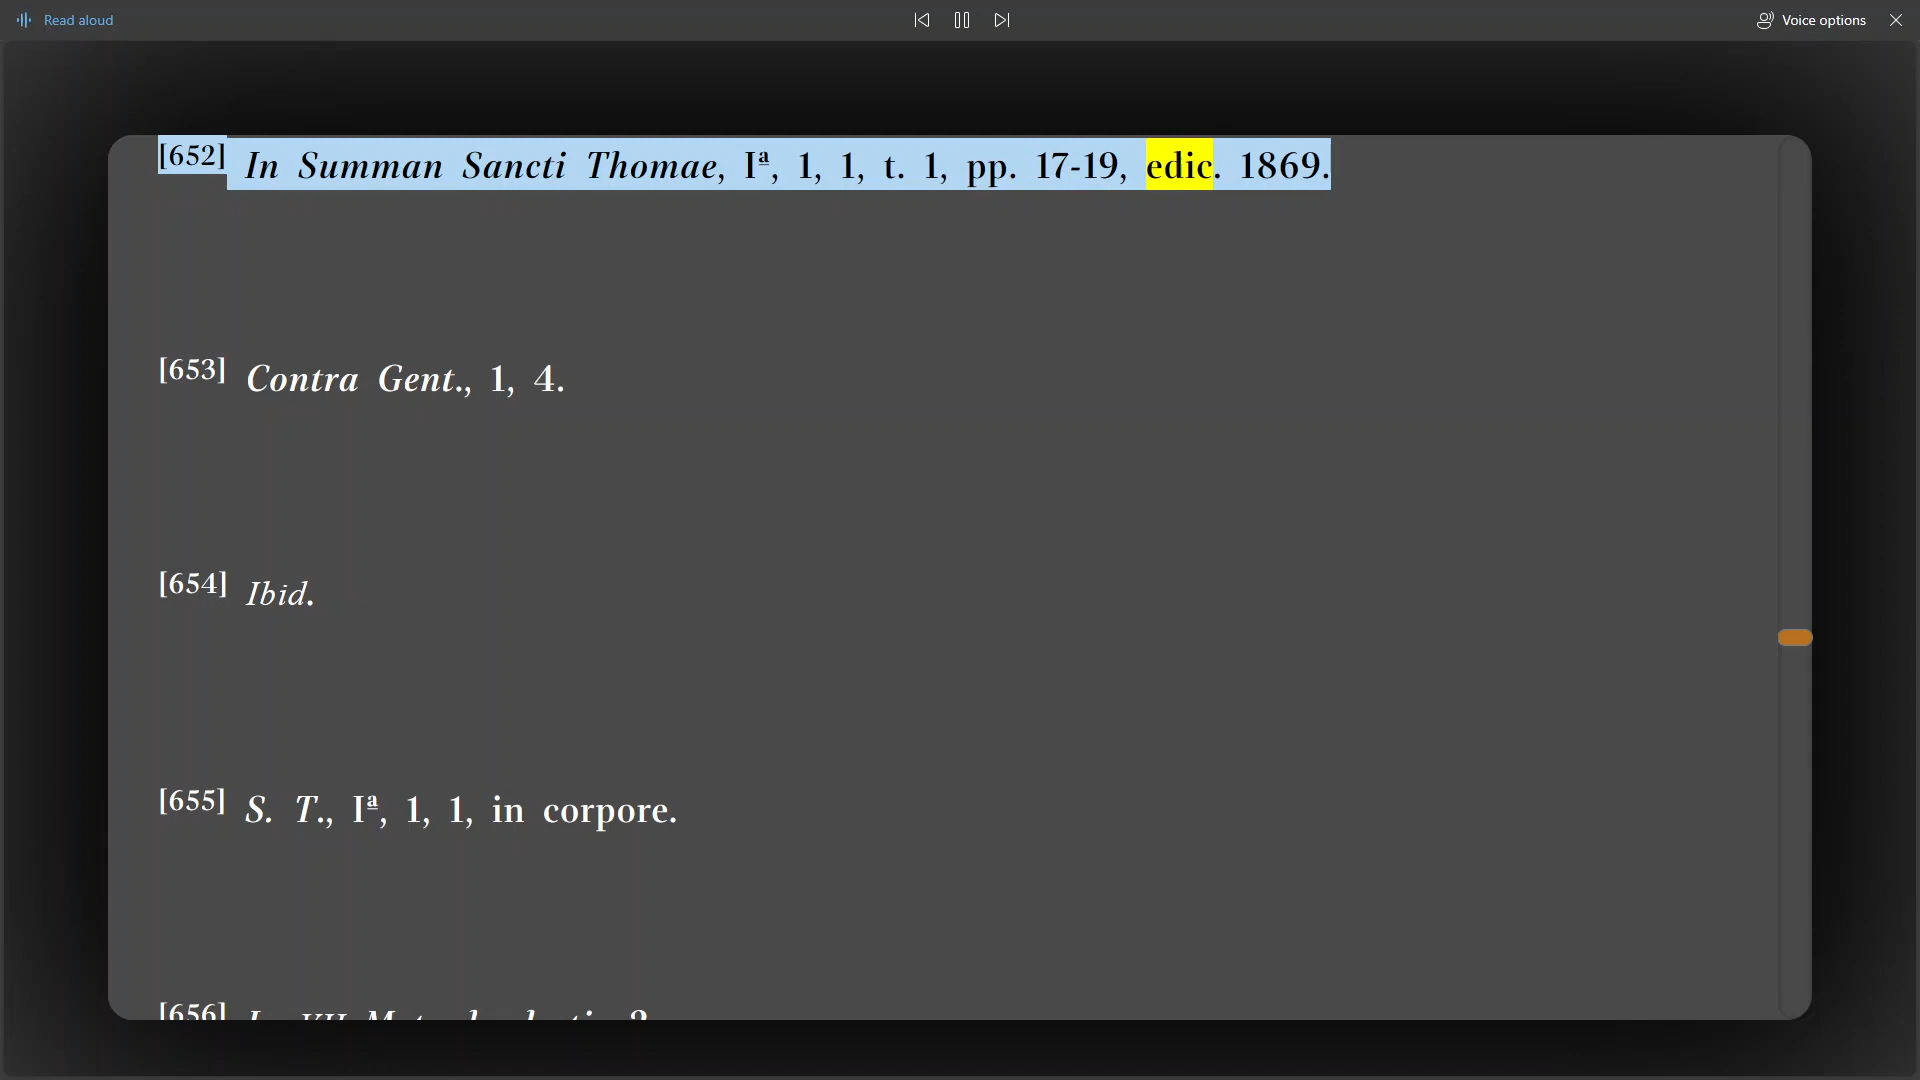 Read aloud
Voice options
[652] In Summan Sancti Thomae, Iª, 1, 1, t. 1, pp. 17-19, edic. 1869.
[653] Contra Gent., 1, 4.
[654] Ibid.
[655] S. T., Iª, 1, 1, in corpore.
[656]